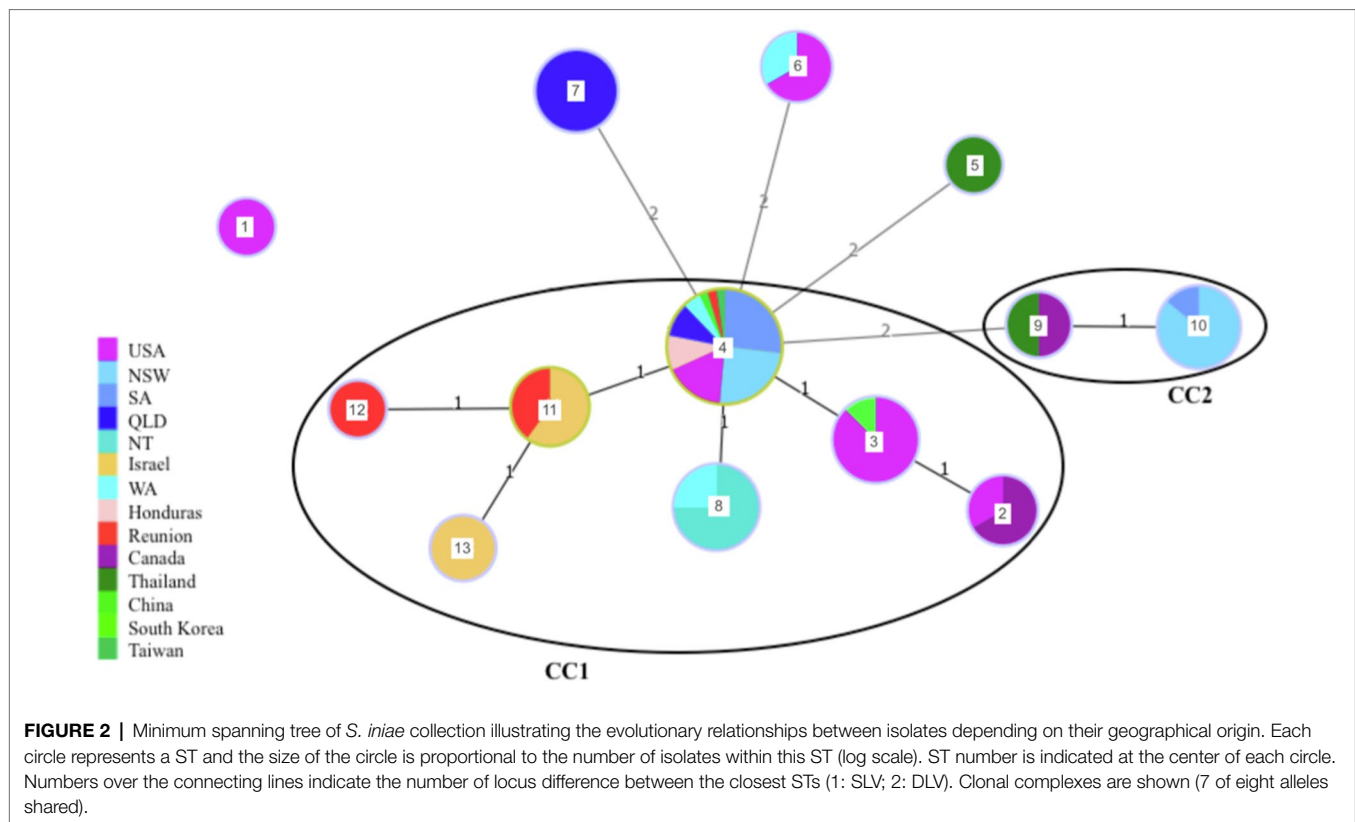 7
6
2
2
5
1
2
4
2
9
1
10
CC2
USA
NSW
SA
QLD
NT
Israel
WA
Honduras
Reunion
Canada
Thailand
China
South Korea
Taiwan
12
1
11
1
1
3
1
1
1
8
2
13
CC1
FIGURE 2 | Minimum spanning tree of S. iniae collection illustrating the evolutionary relationships between isolates depending on their geographical origin. Each
circle represents a ST and the size of the circle is proportional to the number of isolates within this ST (log scale). ST number is indicated at the center of each circle.
Numbers over the connecting lines indicate the number of locus difference between the closest STs (1: SLV; 2: DLV). Clonal complexes are shown (7 of eight alleles
shared).